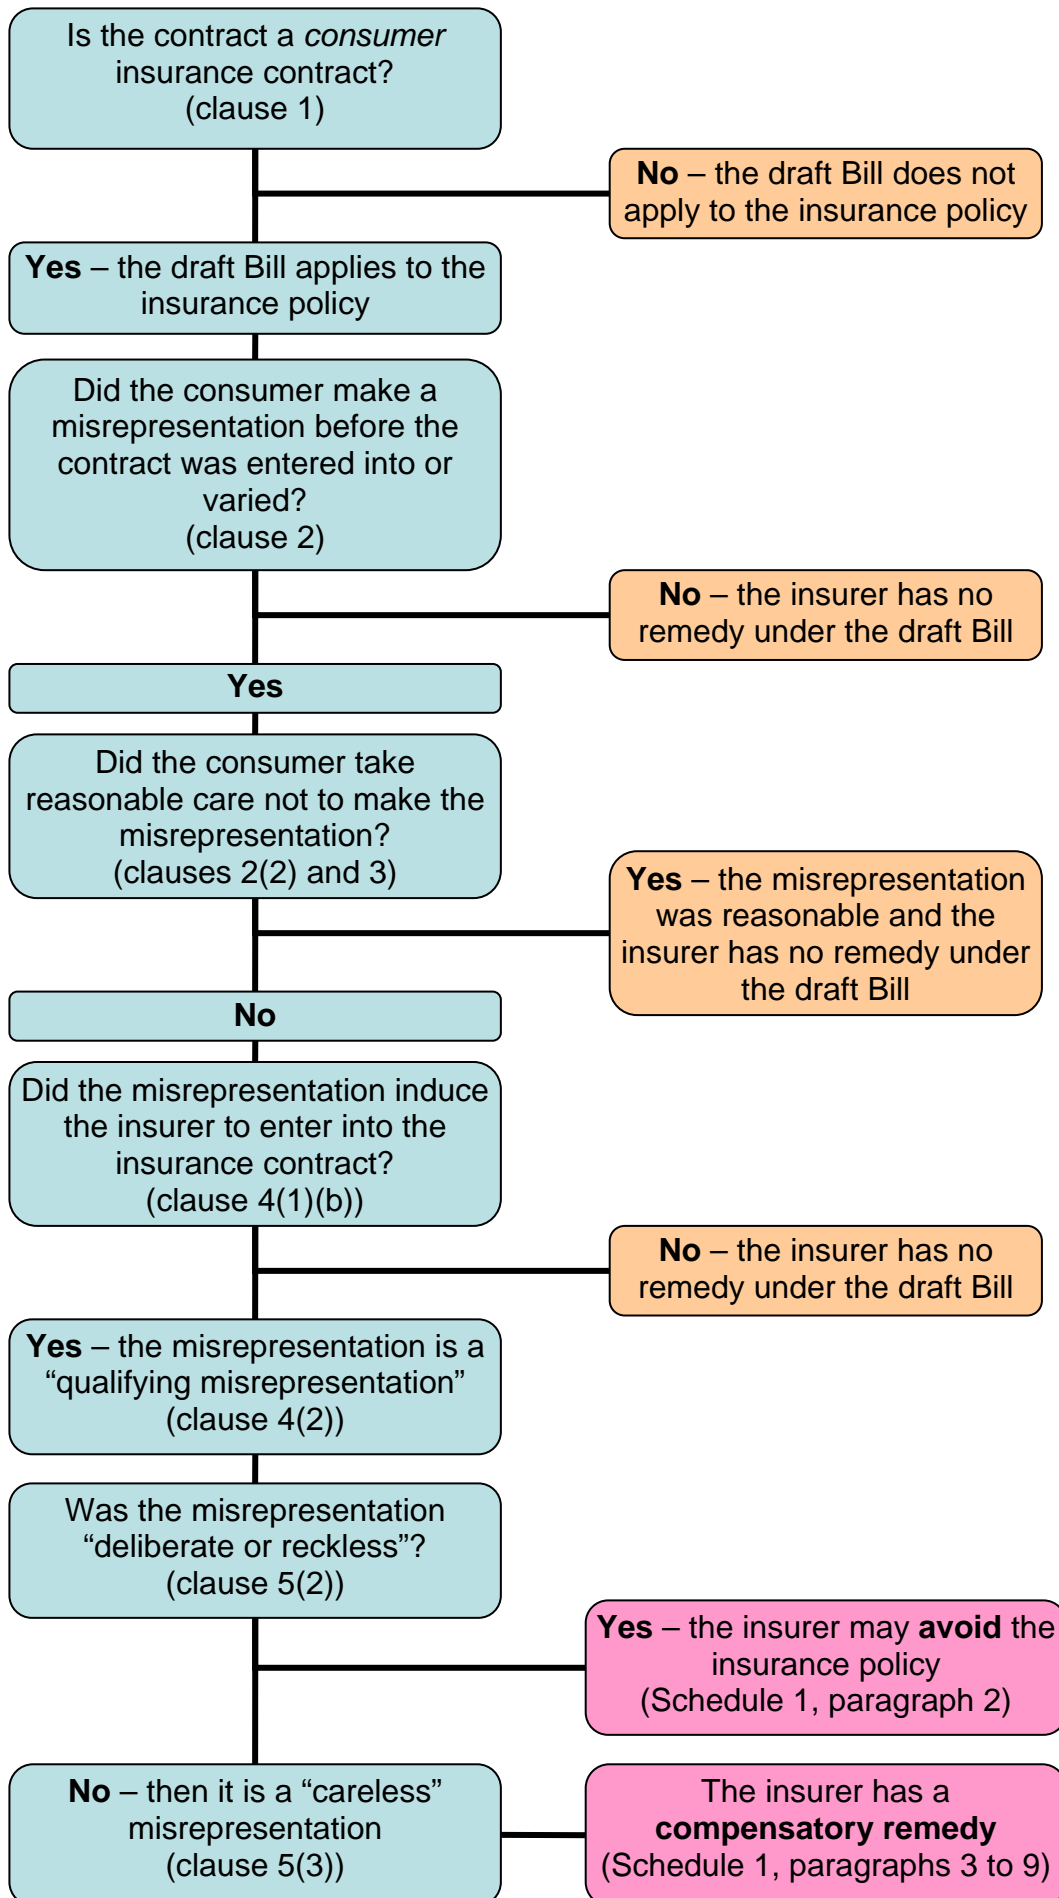 Is the contract a consumer
insurance contract?
(clause 1)
No – the draft Bill does not
apply to the insurance policy
Yes – the draft Bill applies to the
insurance policy
Did the consumer make a
misrepresentation before the
contract was entered into or
varied?
(clause 2)
No – the insurer has no
remedy under the draft Bill
Yes
Did the consumer take
reasonable care not to make the
misrepresentation?
(clauses 2(2) and 3)
Yes – the misrepresentation
was reasonable and the
insurer has no remedy under
the draft Bill
No
Did the misrepresentation induce
the insurer to enter into the
insurance contract?
(clause 4(1)(b))
No – the insurer has no
remedy under the draft Bill
Yes – the misrepresentation is a
“qualifying misrepresentation”
(clause 4(2))
Was the misrepresentation
“deliberate or reckless”?
(clause 5(2))
Yes – the insurer may avoid the
insurance policy
(Schedule 1, paragraph 2)
No – then it is a “careless”
misrepresentation
(clause 5(3))
The insurer has a
compensatory remedy
(Schedule 1, paragraphs 3 to 9)